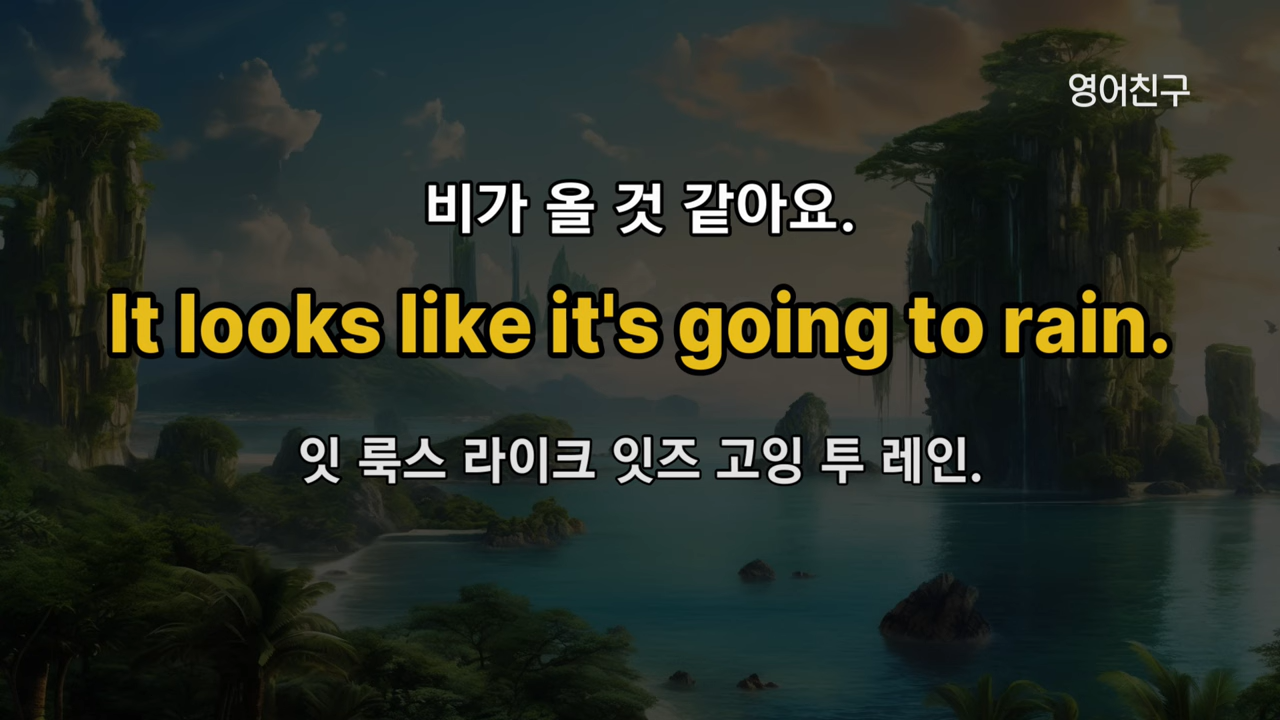 영어친구
비가 올 것 같아요.
It looks like it's going to rain.
잇 룩스 라이크 잇즈 고잉 투 레인.